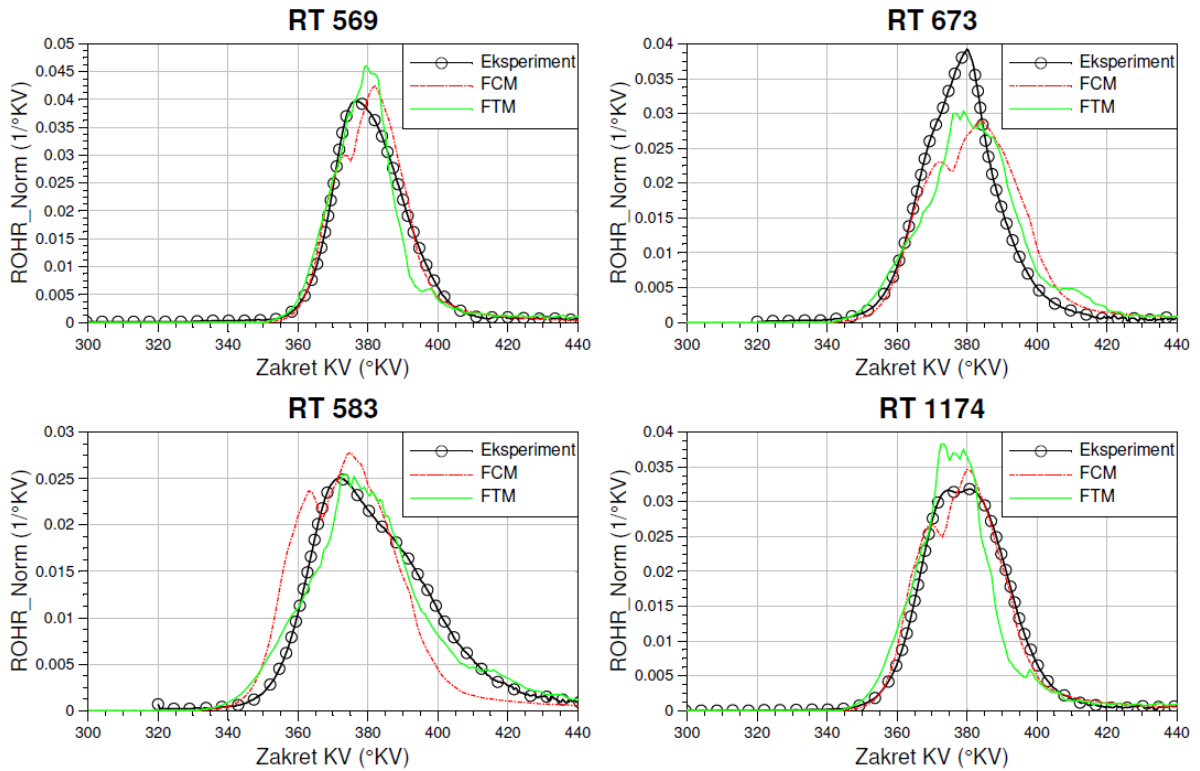 RT 569
ROHR_Norm (1/°KV)
0.05
0.045
0.04
0.035
0.03
0.025
0.02
0.015
0.01
0.005
0
Eksperiment
FCM
FTM
300 320 340 360 380 400 420 440
Zakret KV (°KV)
RT 673
ROHR_Norm (1/°KV)
0.04
0.035
0.03
0.025
0.02
0.015
0.01
0.005
0
Eksperiment
FCM
FTM
300 320 340 360 380 400 420 440
Zakret KV (°KV)
RT 583
ROHR_Norm (1/°KV)
0.03
0.025
0.02
0.015
0.01
0.005
0
Eksperiment
FCM
FTM
300 320 340 360 380 400 420 440
Zakret KV (°KV)
RT 1174
ROHR_Norm (1/°KV)
0.04
0.035
0.03
0.025
0.02
0.015
0.01
0.005
0
Eksperiment
FCM
FTM
300 320 340 360 380 400 420 440
Zakret KV (°KV)